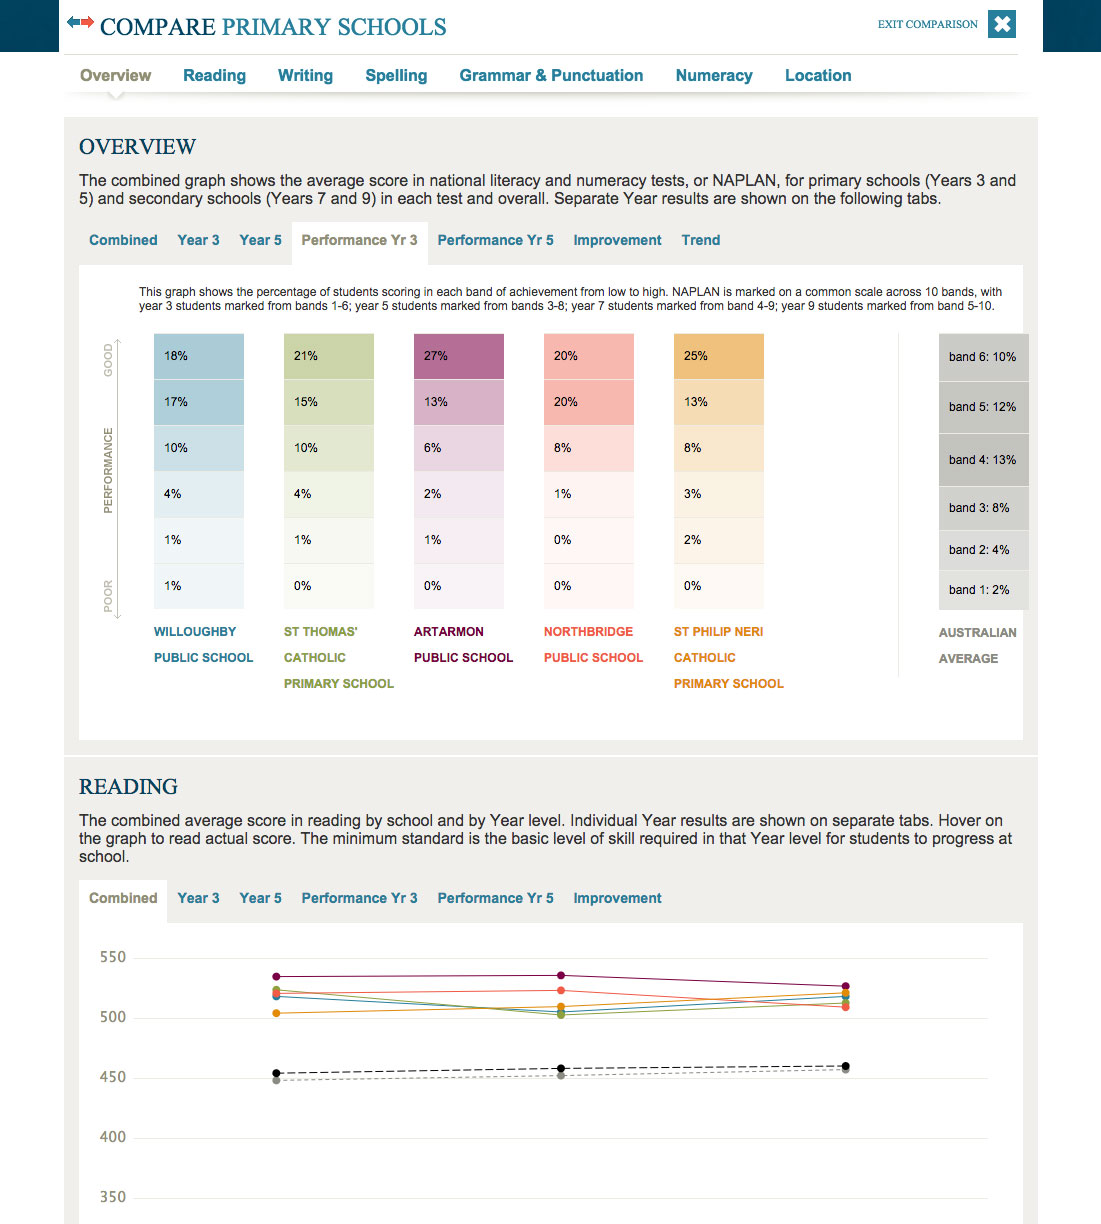 COMPARE PRIMARY SCHOOLS
EXIT COMPARISON
Overview Reading Writing Spelling Grammar & Punctuation Numeracy Location
OVERVIEW
The combined graph shows the average score in national literacy and numeracy tests, or NAPLAN, for primary schools (Years 3 and
5) and secondary schools (Years 7 and 9) in each test and overall. Separate Year results are shown on the following tabs.
Combined Year 3 Year 5 Performance Yr 3 Performance Yr 5 Improvement Trend
This graph shows the percentage of students scoring in each band of achievement from low to high. NAPLAN is marked on a common scale across 10 bands, with
year 3 students marked from bands 1-6; year 5 students marked from bands 3-8; year 7 students marked from band 4-9; year 9 students marked from band 5-10.
GOOD
PERFORMANCE
POOR
18% 21% 27% 20% 25% band 6: 10%
17% 15% 13% 20% 13% band 5: 12%
10% 10% 6% 8% 8% band 4: 13%
4% 4% 2% 1% 3% band 3: 8%
1% 1% 1% 0% 2% band 2: 4%
1% 0% 0% 0% 0% band 1: 2%
WILLOUGHBY ST THOMAS' ARTARMON NORTHBRIDGE ST PHILIP NERI AUSTRALIAN
PUBLIC SCHOOL CATHOLIC PUBLIC SCHOOL PUBLIC SCHOOL CATHOLIC AVERAGE
PRIMARY SCHOOL PRIMARY SCHOOL
READING
The combined average score in reading by school and by Year level. Individual Year results are shown on separate tabs. Hover on
the graph to read actual score. The minimum standard is the basic level of skill required in that Year level for students to progress at
school.
Combined Year 3 Year 5 Performance Yr 3 Performance Yr 5 Improvement
550
500
450
400
350